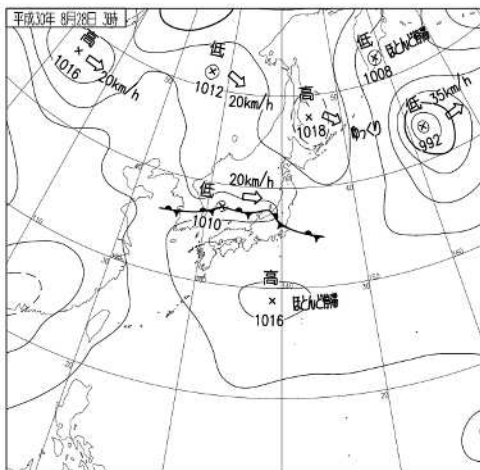 平成30年 8月28日 3時
高
1016
20km/h
低
1012
20km/h
低
ほとんど停滞
1008
高
1018
ゆっくり
低
35km/h
992
低
20km/h
1010
高
1016
ほとんど停滞